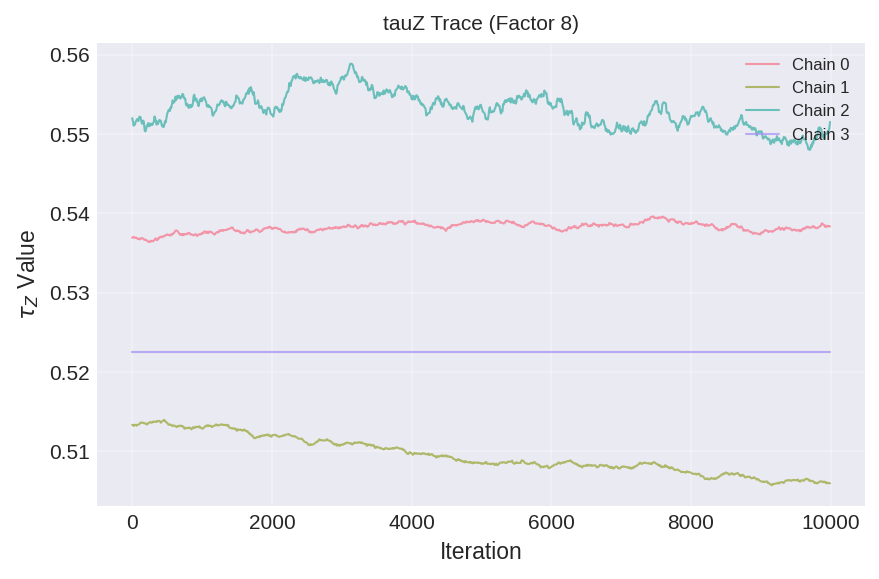 tauZ Trace (Factor 8)
0.56
0.55
0.54
0.53
0.52
0.51
τZ Value
Chain 0
Chain 1
Chain 2
Chain 3
0 2000 4000 6000 8000 10000
Iteration